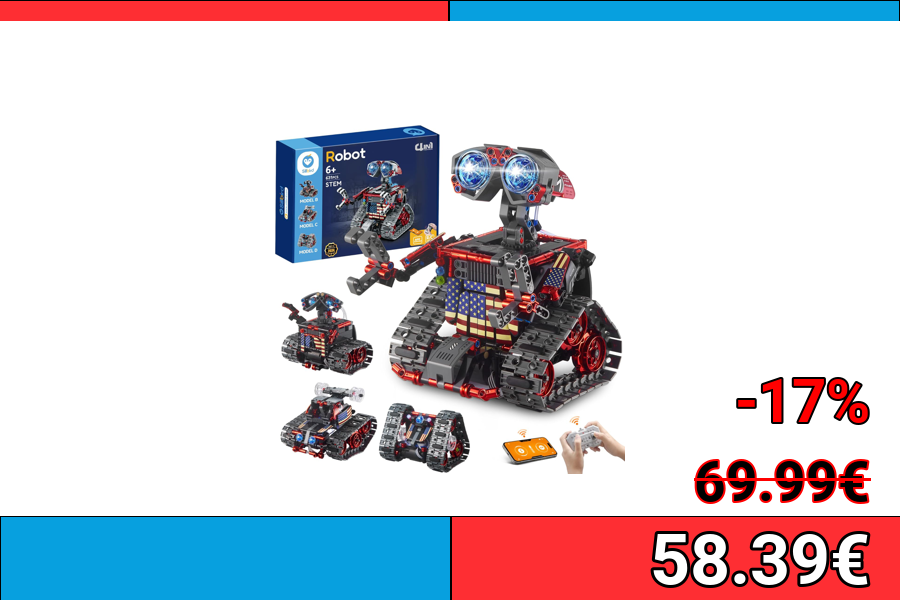 Robot
6+
STEM
MODEL B
MODEL C
MODEL D
-17%
69.99€
58.39€